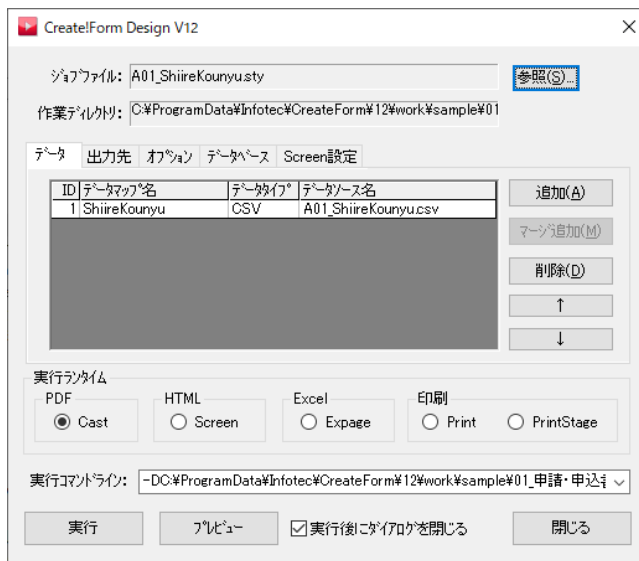 Create!Form Design V12
ｼﾞｮﾌﾞﾌｧｲﾙ: A01_ShiireKounyu.sty 参照(S)...
作業ﾃﾞｨﾚｸﾄﾘ: C:¥ProgramData¥Infotec¥CreateForm¥12¥work¥sample¥01
ﾃﾞｰﾀ 出力先 ｵﾌﾟｼｮﾝ ﾃﾞｰﾀﾍﾞｰｽ Screen設定
ID ﾃﾞｰﾀﾏｯﾌﾟ名 ﾃﾞｰﾀﾀｲﾌﾟ ﾃﾞｰﾀｿｰｽ名
1 ShiireKounyu CSV A01_ShiireKounyu.csv
追加(A)
ﾏｰｼﾞ追加(M)
削除(D)
↑
↓
実行ﾗﾝﾀｲﾑ
PDF HTML Excel 印刷
Cast Screen Expage Print PrintStage
実行ｺﾏﾝﾄﾞﾗｲﾝ: -DC:¥ProgramData¥Infotec¥CreateForm¥12¥work¥sample¥01_申請・申込
実行 ﾌﾟﾚﾋﾞｭｰ 実行後にﾀﾞｲｱﾛｸﾞを閉じる 閉じる